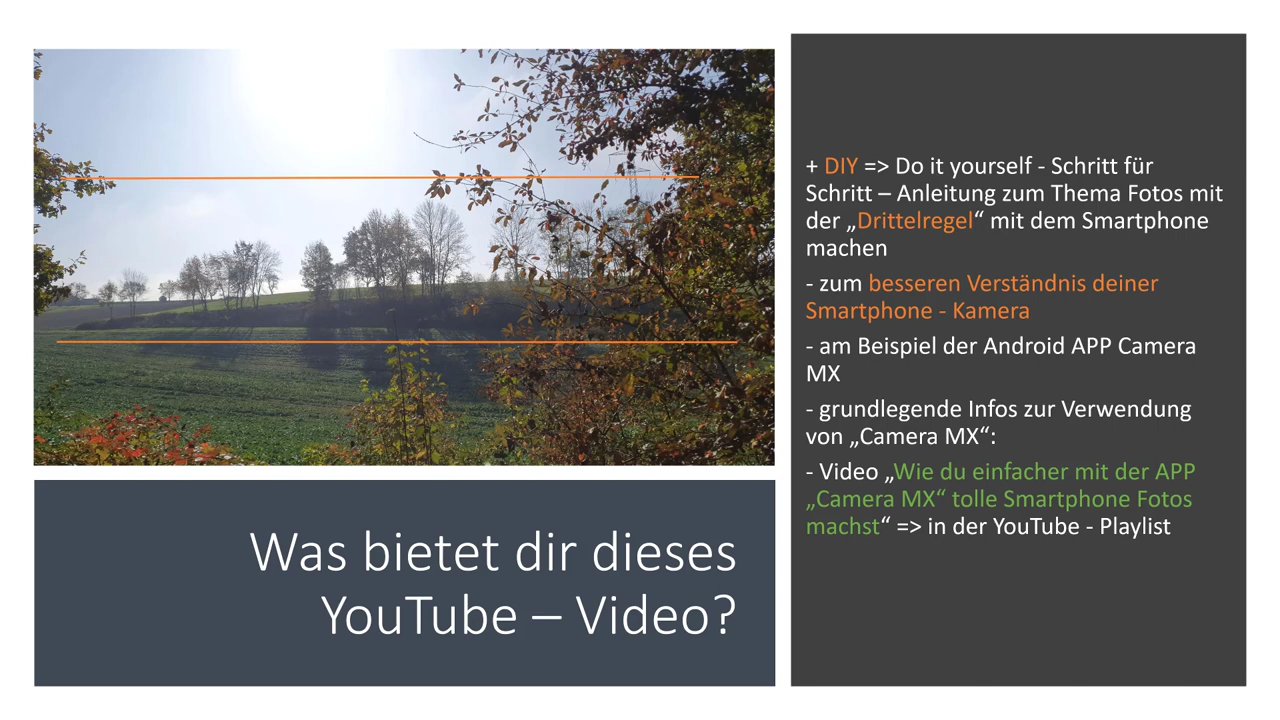 Was bietet dir dieses
YouTube – Video?
+ DIY => Do it yourself - Schritt für
Schritt – Anleitung zum Thema Fotos mit
der „Drittelregel“ mit dem Smartphone
machen
- zum besseren Verständnis deiner
Smartphone - Kamera
- am Beispiel der Android APP Camera
MX
- grundlegende Infos zur Verwendung
von „Camera MX“:
- Video „Wie du einfacher mit der APP
„Camera MX“ tolle Smartphone Fotos
machst“ => in der YouTube - Playlist